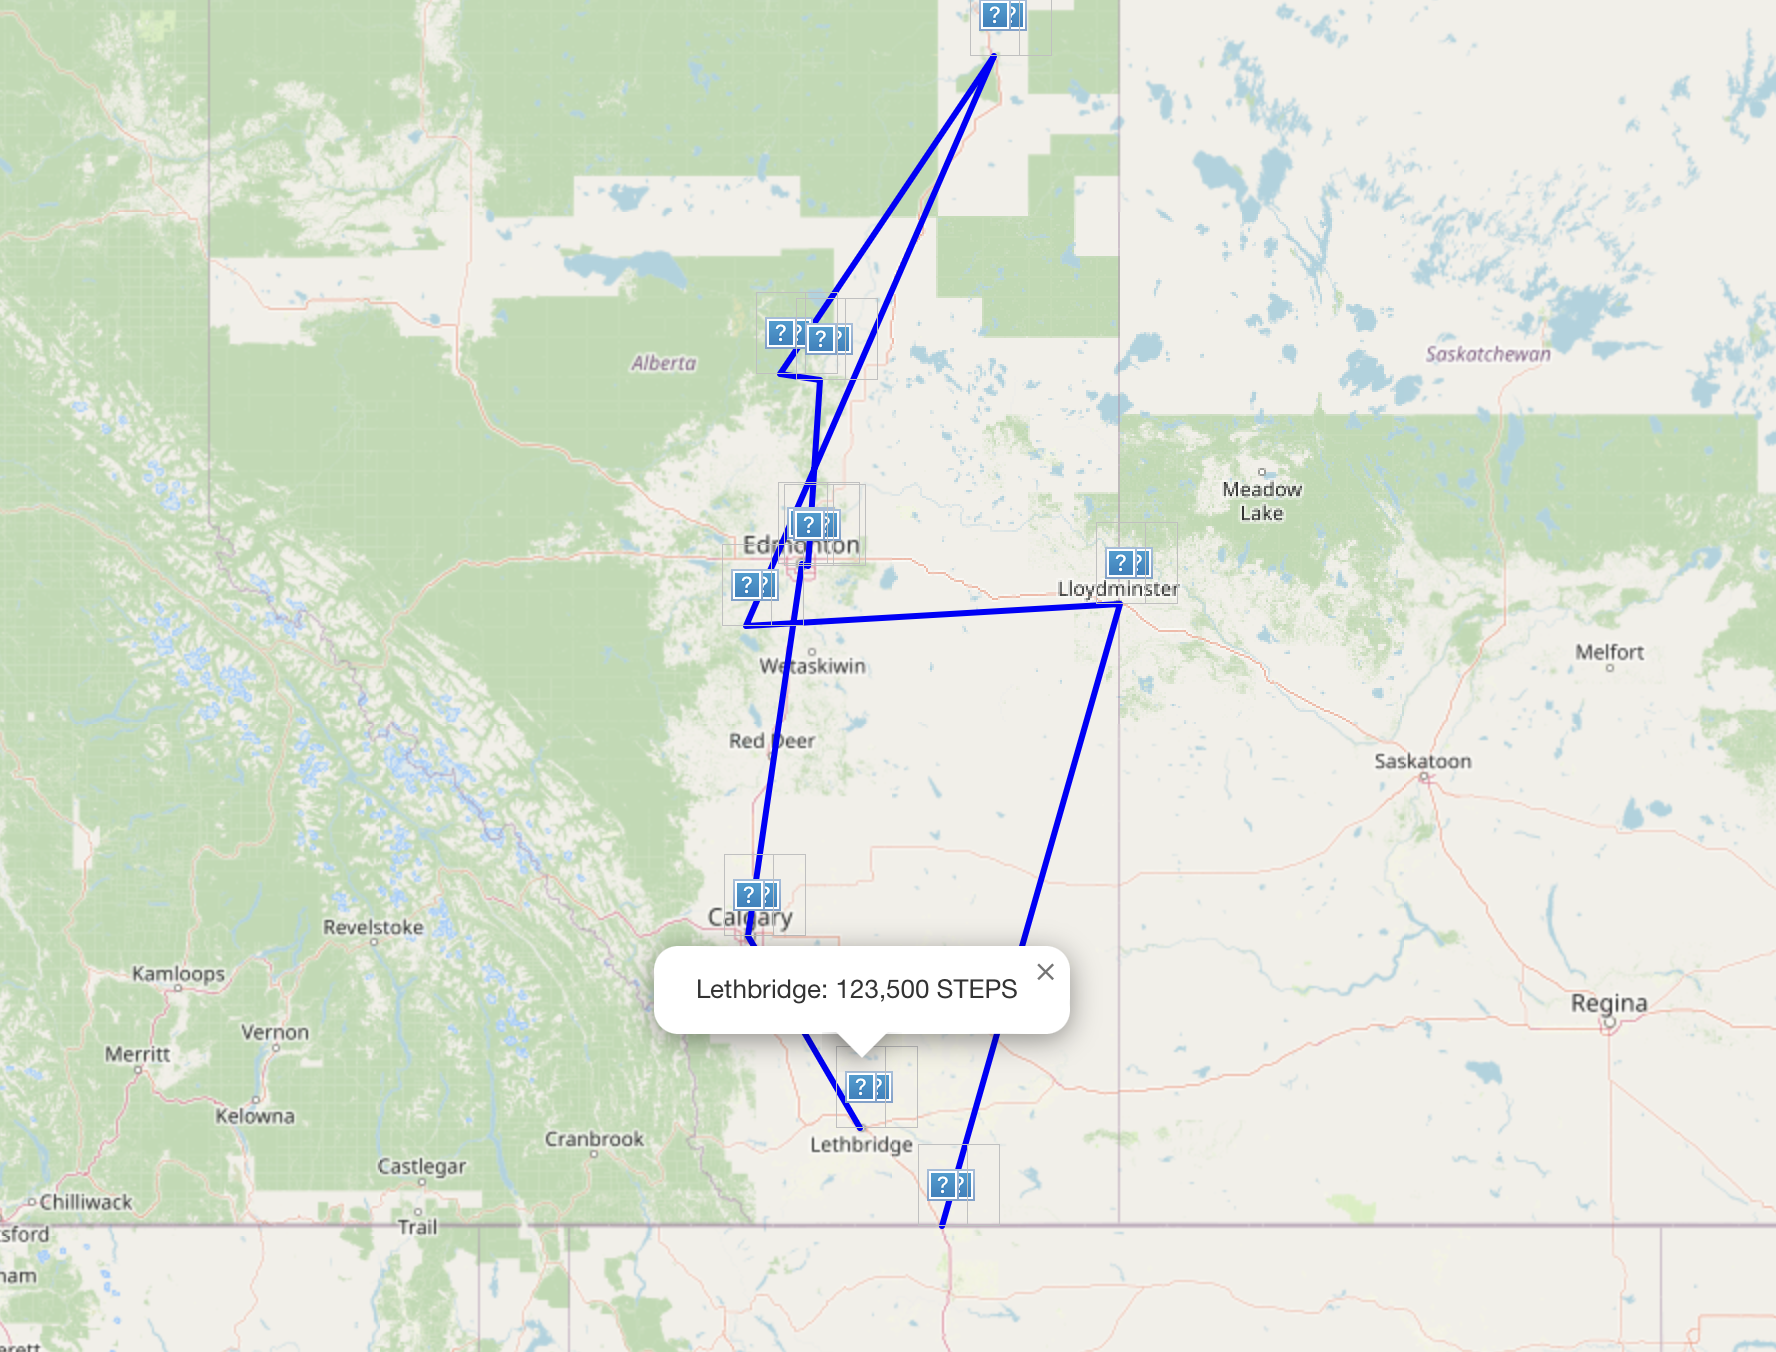 ? ?
Alberta
? ?
? ?
Saskatchewan
Meadow
Lake
? ?
Edmonton
? ?
Lloydminster
? ?
Wetaskiwin
Melfort
Red Deer
Saskatoon
? ?
Calgary
Revelstoke
Kamloops
Lethbridge: 123,500 STEPS
×
Regina
Vernon
Merritt
? ?
Kelowna
Cranbrook
Lethbridge
Castlegar
? ?
Chilliwack
Trail
sford
ham
erett